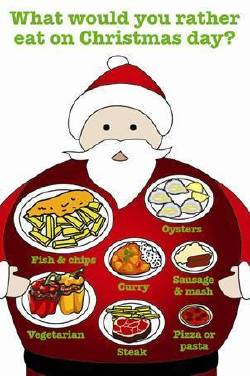 What would you rather
eat on Christmas day?
Oysters
Fish & chips
Curry
Sausage
& mash
Vegetarian
Steak
Pizza or
pasta